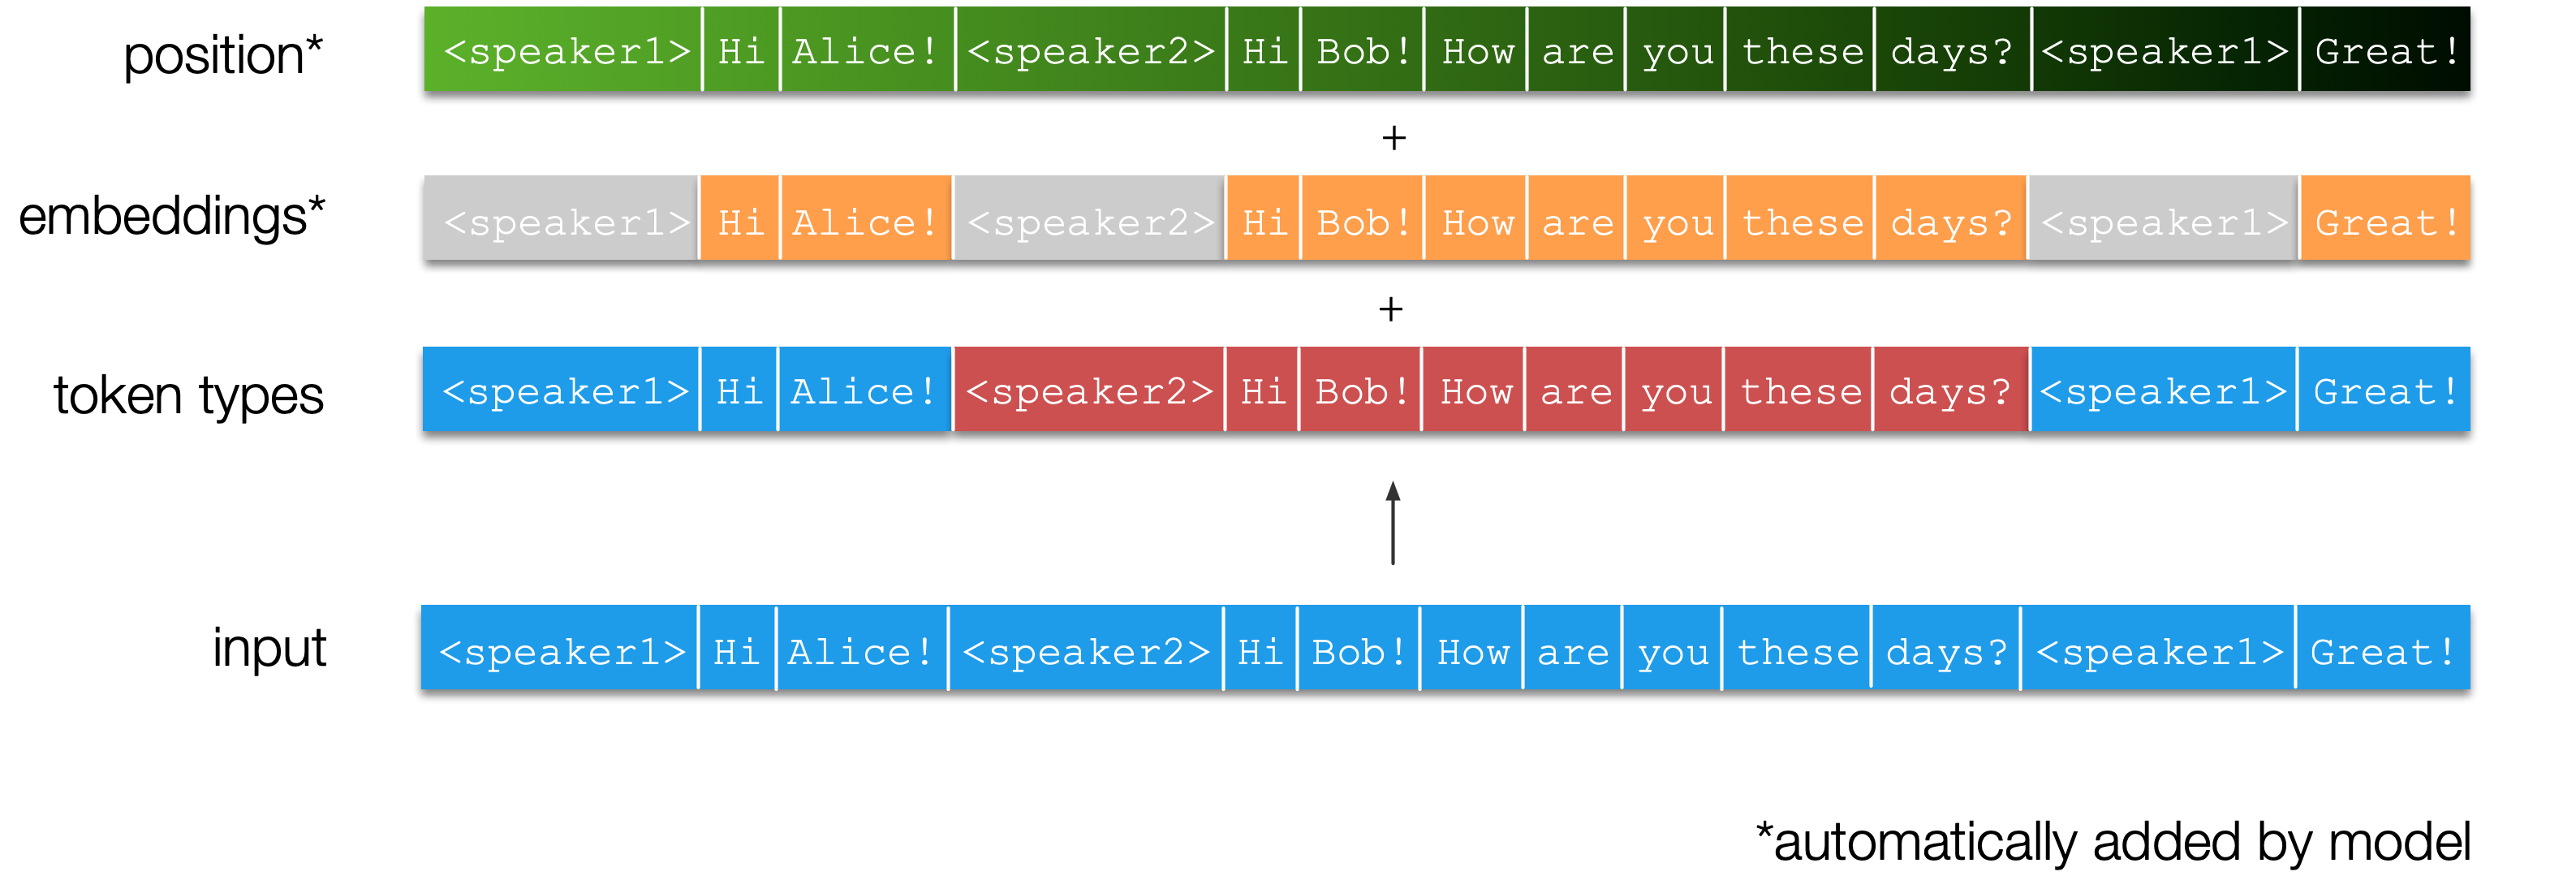 position* <speaker1> Hi Alice! <speaker2> Hi Bob! How are you these days? <speaker1> Great!
+
embeddings* <speaker1> Hi Alice! <speaker2> Hi Bob! How are you these days? <speaker1> Great!
+
token types <speaker1> Hi Alice! <speaker2> Hi Bob! How are you these days? <speaker1> Great!
input <speaker1> Hi Alice! <speaker2> Hi Bob! How are you these days? <speaker1> Great!
*automatically added by model